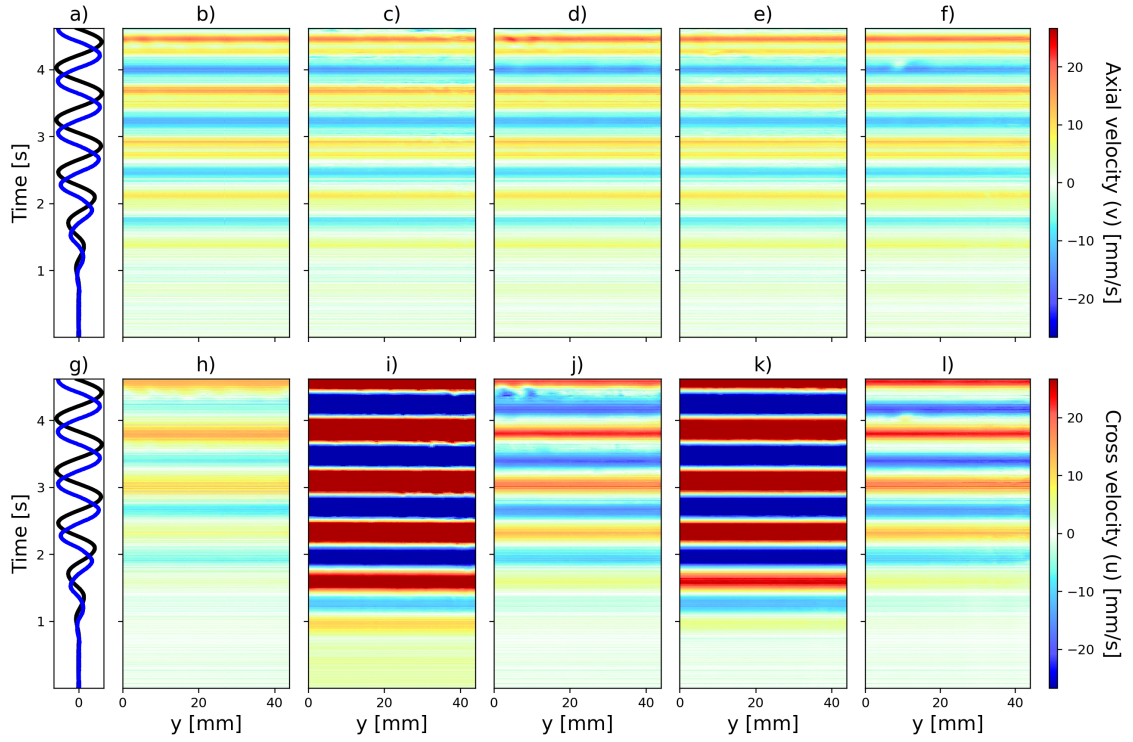 a) b) c) d) e) f)
4
3
2
1
Time [s]
20
10
0
−10
−20
Axial velocity (v) [mm/s]
g) h) i) j) k) l)
4
3
2
1
Time [s]
20
10
0
−10
−20
Cross velocity (u) [mm/s]
0 0 20 40 0 20 40 0 20 40 0 20 40 0 20 40
y [mm] y [mm] y [mm] y [mm] y [mm]